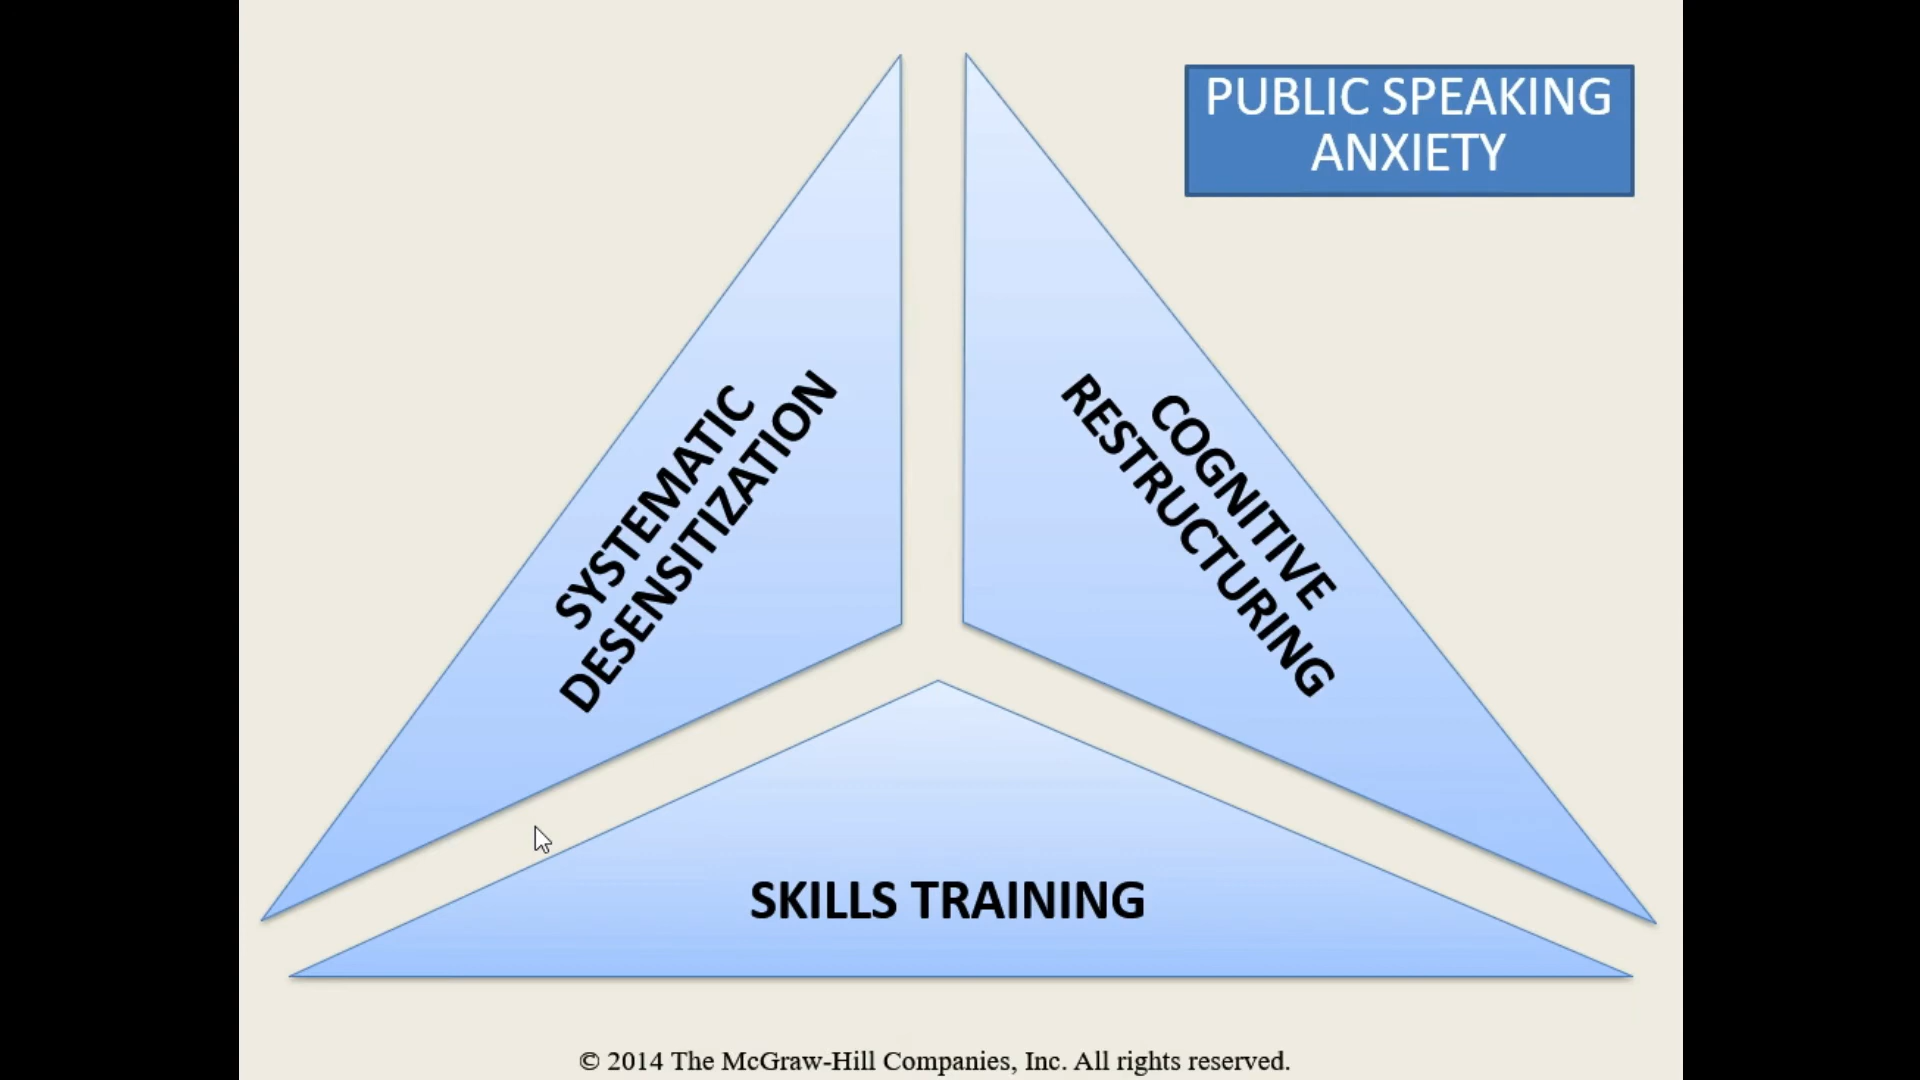 PUBLIC SPEAKING
ANXIETY
SYSTEMATIC
DESENSITIZATION
COGNITIVE
RESTRUCTURING
SKILLS TRAINING
© 2014 The McGraw-Hill Companies, Inc. All rights reserved.